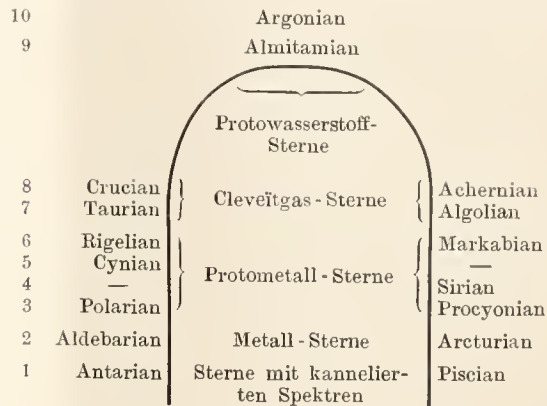 10 Argonian
9 Almitamian
Protowasserstoff-
Sterne
8 Crucian Achernian
7 Taurian Cleveïtgas - Sterne Algolian
6 Rigelian Markabian
5 Cynian —
4 — Protometall - Sterne Sirian
3 Polarian Procyonian
2 Aldebarian Metall - Sterne Arcturian
1 Antarian Sterne mit kannelier- Piscian
ten Spektren